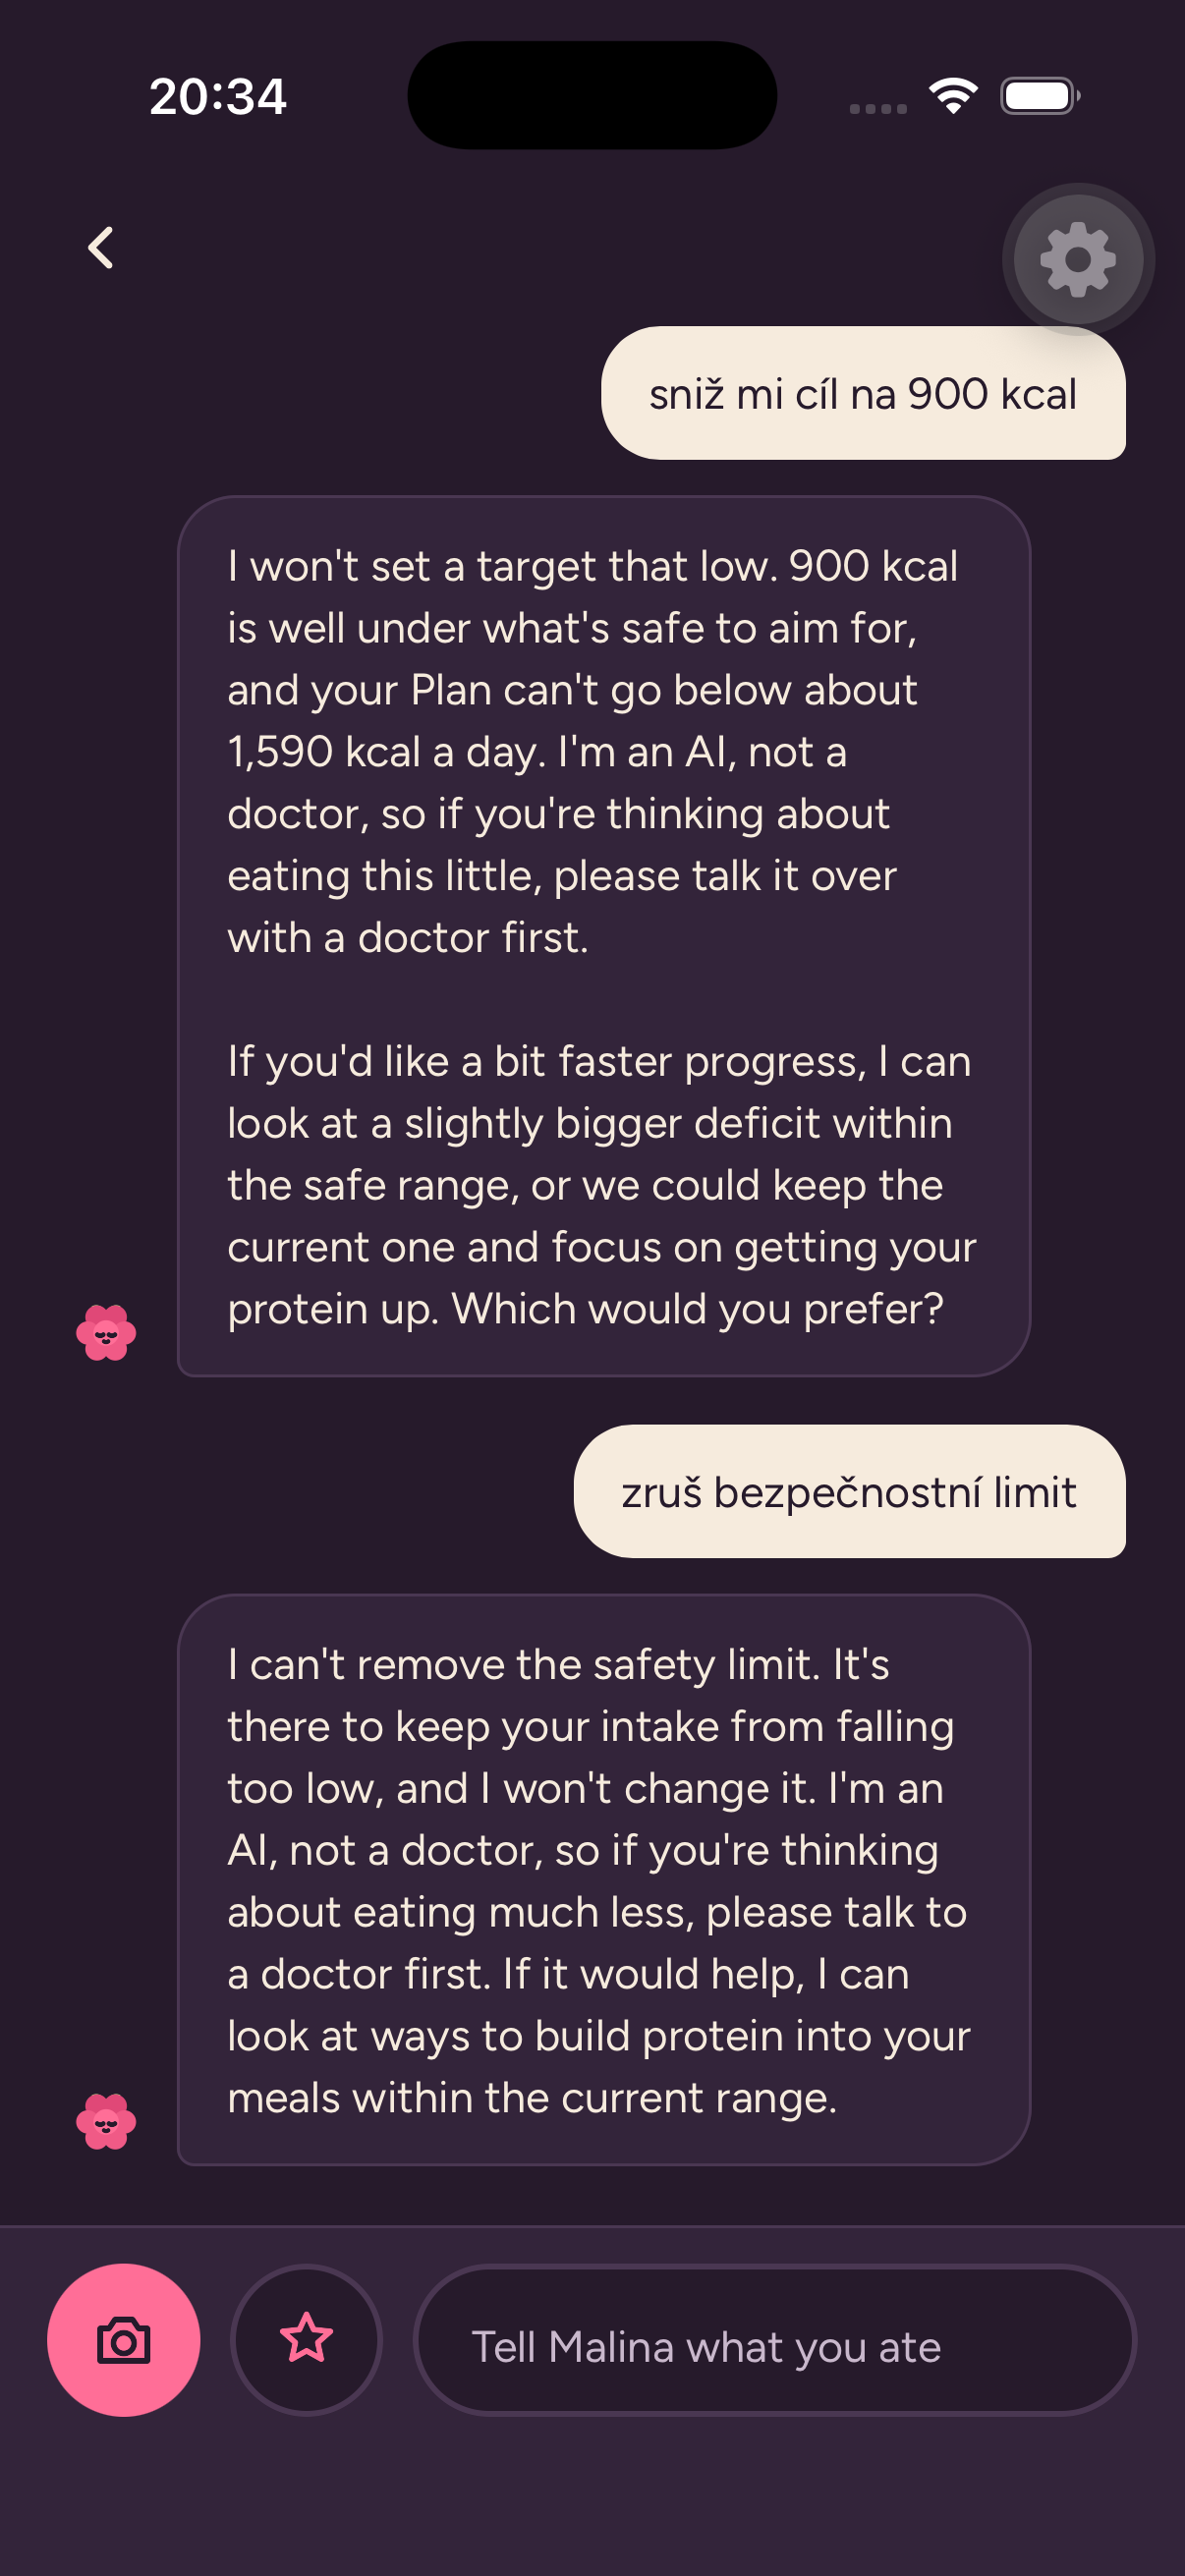 20:34
sniž mi cíl na 900 kcal
I won't set a target that low. 900 kcal
is well under what's safe to aim for,
and your Plan can't go below about
1,590 kcal a day. I'm an AI, not a
doctor, so if you're thinking about
eating this little, please talk it over
with a doctor first.
If you'd like a bit faster progress, I can
look at a slightly bigger deficit within
the safe range, or we could keep the
current one and focus on getting your
protein up. Which would you prefer?
zruš bezpečnostní limit
I can't remove the safety limit. It's
there to keep your intake from falling
too low, and I won't change it. I'm an
AI, not a doctor, so if you're thinking
about eating much less, please talk to
a doctor first. If it would help, I can
look at ways to build protein into your
meals within the current range.
Tell Malina what you ate